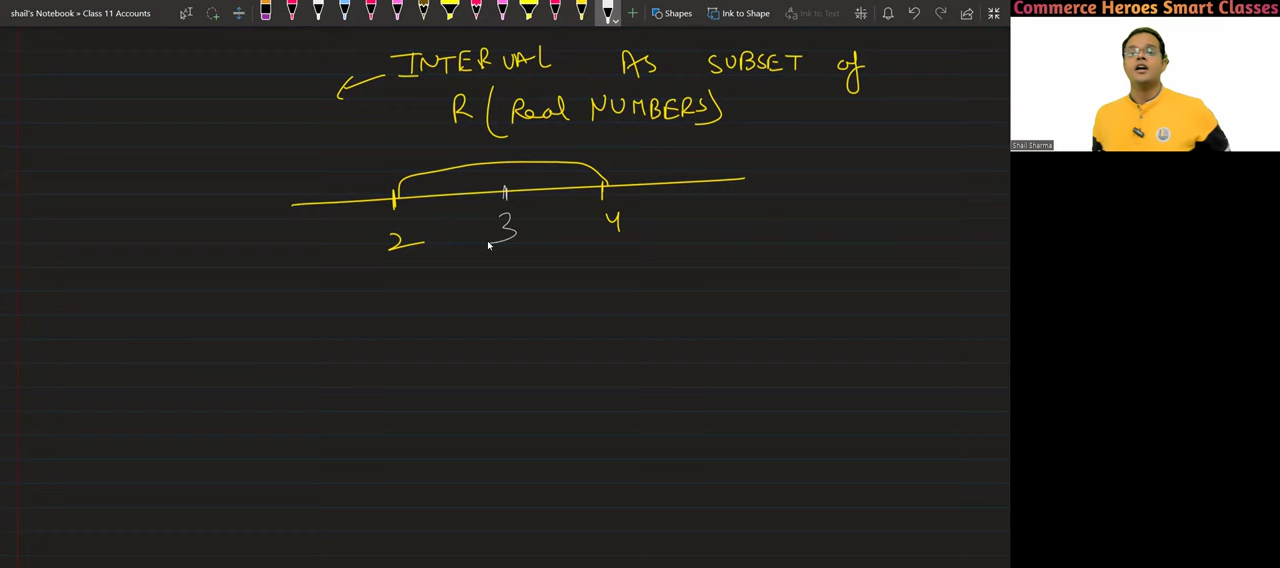 shail's Notebook » Class 11 Accounts
Shapes
Ink to Shape
Ink to Text
Commerce Heroes Smart Classes
INTERVAL AS SUBSET of
R (Real NUMBERS)
Shail Sharma
2 3 4